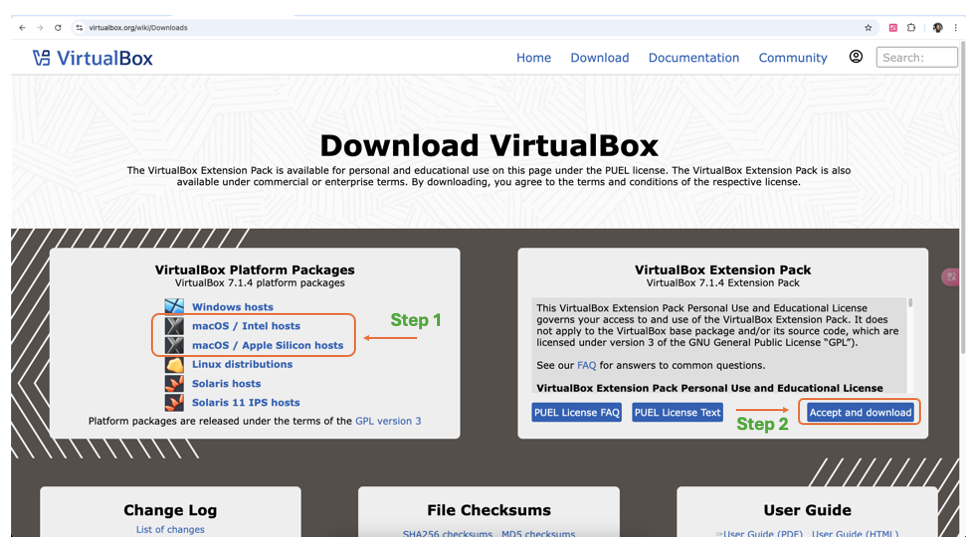 virtualbox.org/wiki/Downloads
VirtualBox
Home Download Documentation Community Search:
Download VirtualBox
The VirtualBox Extension Pack is available for personal and educational use on this page under the PUEL license. The VirtualBox Extension Pack is also
available under commercial or enterprise terms. By downloading, you agree to the terms and conditions of the respective license.
VirtualBox Platform Packages
VirtualBox 7.1.4 platform packages
Windows hosts
macOS / Intel hosts
macOS / Apple Silicon hosts
Linux distributions
Solaris hosts
Solaris 11 IPS hosts
Platform packages are released under the terms of the GPL version 3
Step 1
VirtualBox Extension Pack
VirtualBox 7.1.4 Extension Pack
This VirtualBox Extension Pack Personal Use and Educational License
governs your access to and use of the VirtualBox Extension Pack. It does
not apply to the VirtualBox base package and/or its source code, which are
licensed under version 3 of the GNU General Public License “GPL”).
See our FAQ for answers to common questions.
VirtualBox Extension Pack Personal Use and Educational License
PUEL License FAQ PUEL License Text Accept and download
Step 2
Change Log
List of changes
File Checksums
SHA256 checksums MD5 checksums
User Guide
User Guide (PDF) User Guide (HTML)